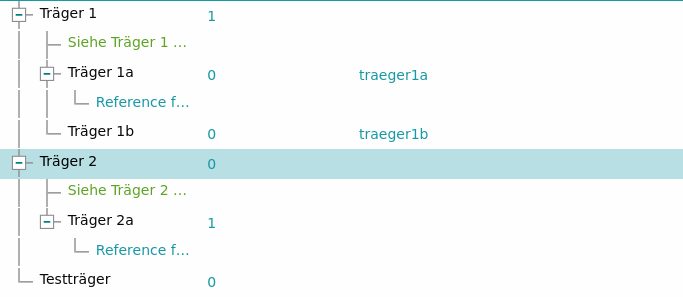 Träger 1 1
Siehe Träger 1 ...
Träger 1a 0 traeger1a
Reference f...
Träger 1b 0 traeger1b
Träger 2 0
Siehe Träger 2 ...
Träger 2a 1
Reference f...
Testträger 0